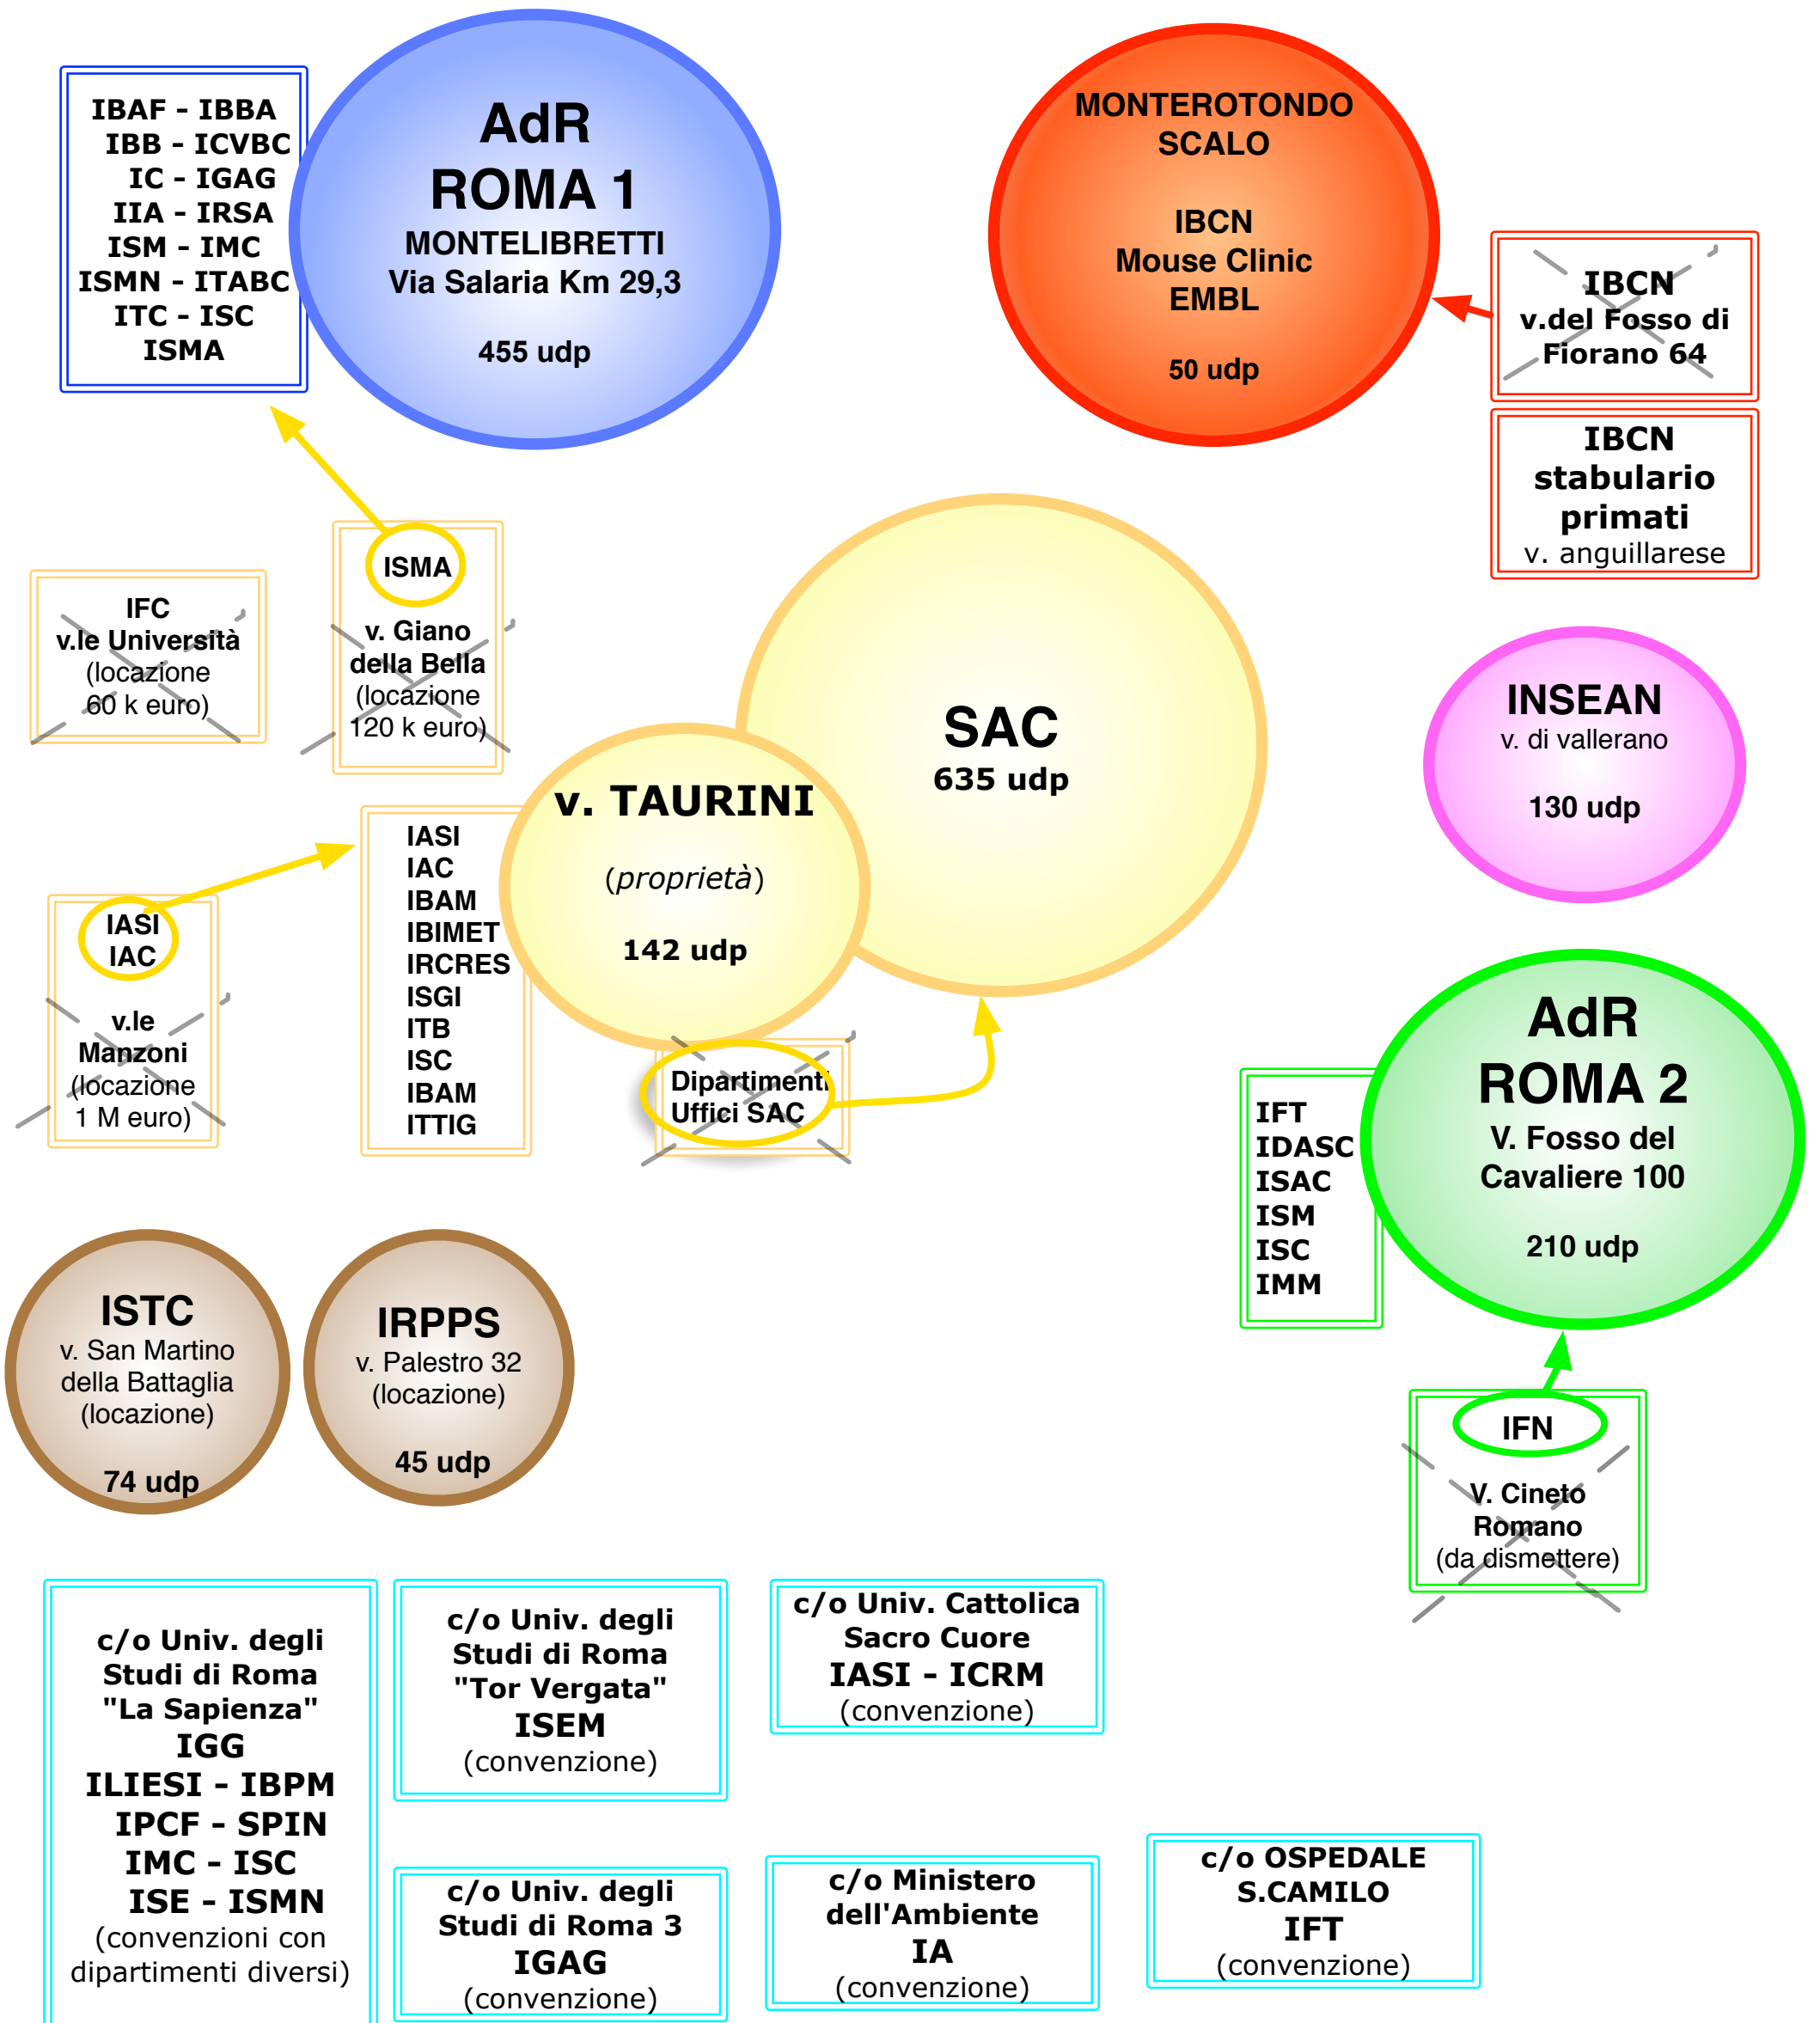 IBAF - IBBA
IBB - ICVBC
IC - IGAG
IIA - IRSA
ISM - IMC
ISMN - ITABC
ITC - ISC
ISMA
AdR
ROMA 1
MONTELIBRETTI
Via Salaria Km 29,3
455 udp
MONTEROTONDO
SCALO
IBCN
Mouse Clinic
EMBL
50 udp
IBCN
v.del Fosso di
Fiorano 64
IBCN
stabulario
primati
v. anguillarese
IFC
v.le Università
(locazione
60 k euro)
ISMA
v. Giano
della Bella
(locazione
120 k euro)
SAC
635 udp
v. TAURINI
(proprietà)
142 udp
INSEAN
v. di vallerano
130 udp
IASI
IAC
v.le
Manzoni
(locazione
1 M euro)
IASI
IAC
IBAM
IBIMET
IRCRES
ISGI
ITB
ISC
IBAM
ITTIG
Dipartimenti
Uffici SAC
IFT
IDASC
ISAC
ISM
ISC
IMM
AdR
ROMA 2
V. Fosso del
Cavaliere 100
210 udp
ISTC
v. San Martino
della Battaglia
(locazione)
74 udp
IRPPS
v. Palestro 32
(locazione)
45 udp
IFN
V. Cineto
Romano
(da dismettere)
c/o Univ. degli
Studi di Roma
"La Sapienza"
IGG
ILIESI - IBPM
IPCF - SPIN
IMC - ISC
ISE - ISMN
(convenzioni con
dipartimenti diversi)
c/o Univ. degli
Studi di Roma
"Tor Vergata"
ISEM
(convenzione)
c/o Univ. Cattolica
Sacro Cuore
IASI - ICRM
(convenzione)
c/o Univ. degli
Studi di Roma 3
IGAG
(convenzione)
c/o Ministero
dell'Ambiente
IA
(convenzione)
c/o OSPEDALE
S.CAMILO
IFT
(convenzione)